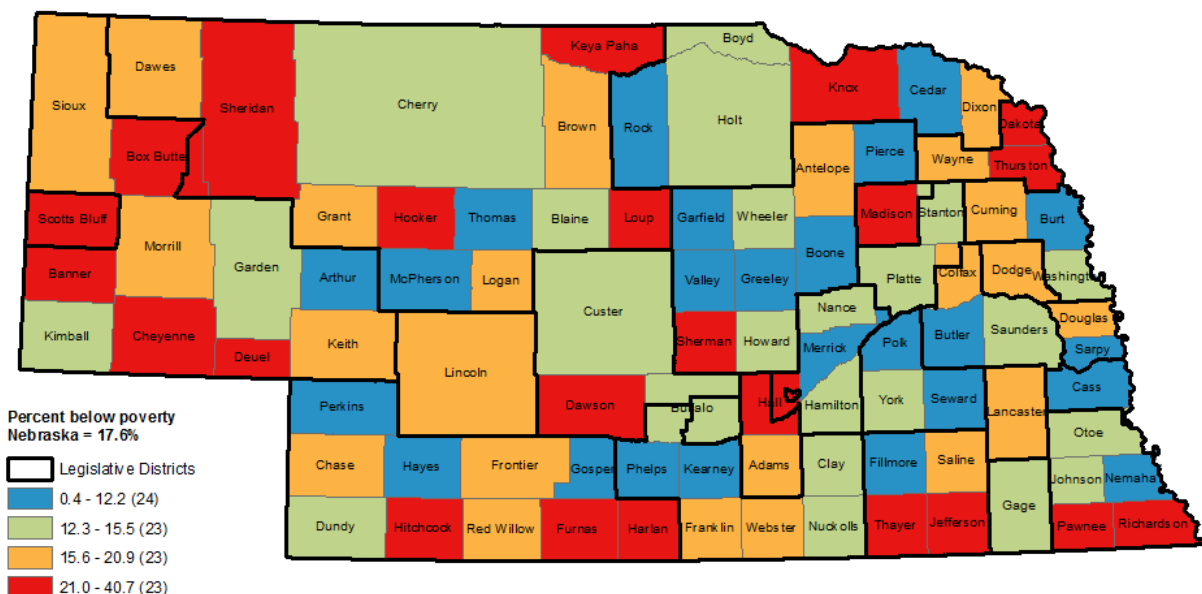 Boyd
Keya Paha
Dawes
Knox
Cedar
Sioux
Cherry
Sheridan
Dixon
Holt
Dakota
Brown
Rock
Box Butte
Pierce
Wayne
Thurston
Antelope
Scotts Bluff
Grant
Hooker
Thomas
Blaine
Loup
Garfield
Wheeler
Madison
Stanton
Cuming
Burt
Morrill
Boone
Garden
Banner
Arthur
McPherson
Logan
Valley
Greeley
Platte
Colfax
Dodge
Washington
Custer
Nance
Douglas
Kimball
Cheyenne
Deuel
Keith
Lincoln
Sherman
Howard
Merrick
Polk
Butler
Saunders
Sarpy
Perkins
Dawson
Buffalo
Hall
Hamilton
York
Seward
Lancaster
Cass
Otoe
Chase
Hayes
Frontier
Gosper
Phelps
Kearney
Adams
Clay
Fillmore
Saline
Johnson
Nemaha
Gage
Dundy
Hitchcock
Red Willow
Furnas
Harlan
Franklin
Webster
Nuckolls
Thayer
Jefferson
Pawnee
Richardson
Percent below poverty
Nebraska = 17.6%
Legislative Districts
0.4 - 12.2 (24)
12.3 - 15.5 (23)
15.6 - 20.9 (23)
21.0 - 40.7 (23)